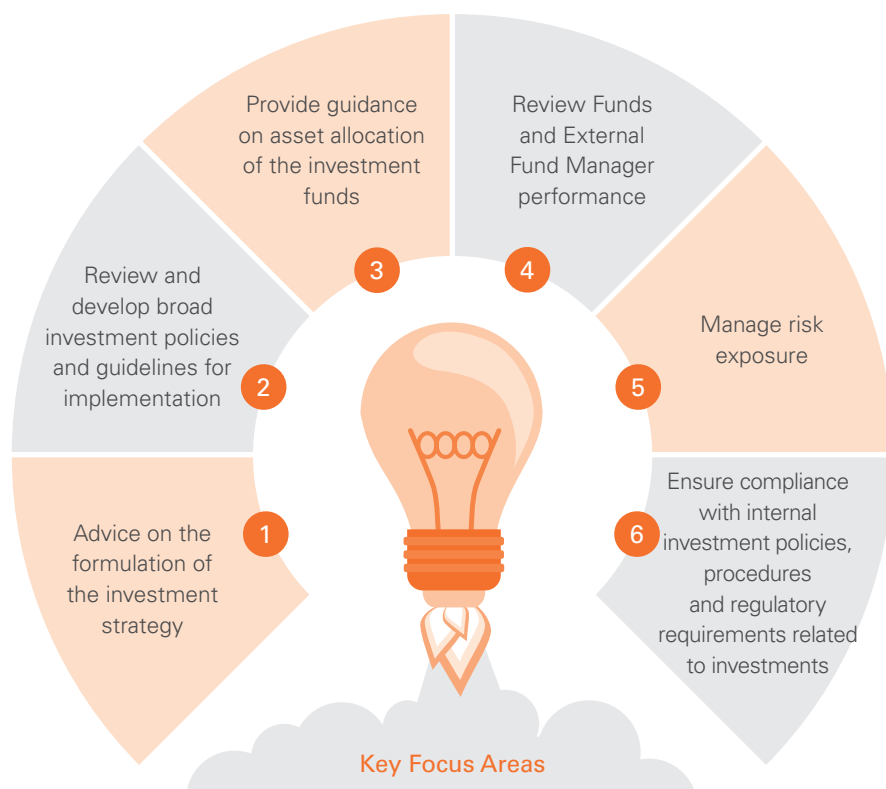 1
Advice on the
formulation of
the investment
strategy
2
Review and
develop broad
investment policies
and guidelines for
implementation
3
Provide guidance
on asset allocation
of the investment
funds
4
Review Funds
and External
Fund Manager
performance
5
Manage risk
exposure
6
Ensure compliance
with internal
investment policies,
procedures
and regulatory
requirements related
to investments
Key Focus Areas